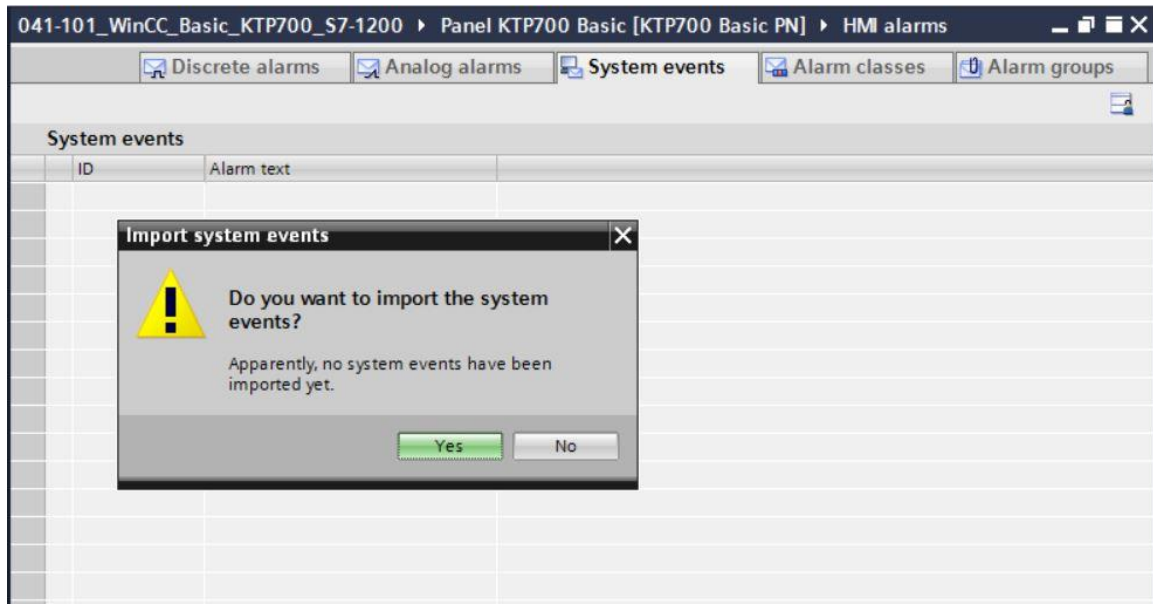 041-101_WinCC_Basic_KTP700_S7-1200 ▸ Panel KTP700 Basic [KTP700 Basic PN] ▸ HMI alarms
Discrete alarms Analog alarms System events Alarm classes Alarm groups
System events
ID Alarm text
Import system events
Do you want to import the system
events?
Apparently, no system events have been
imported yet.
Yes No